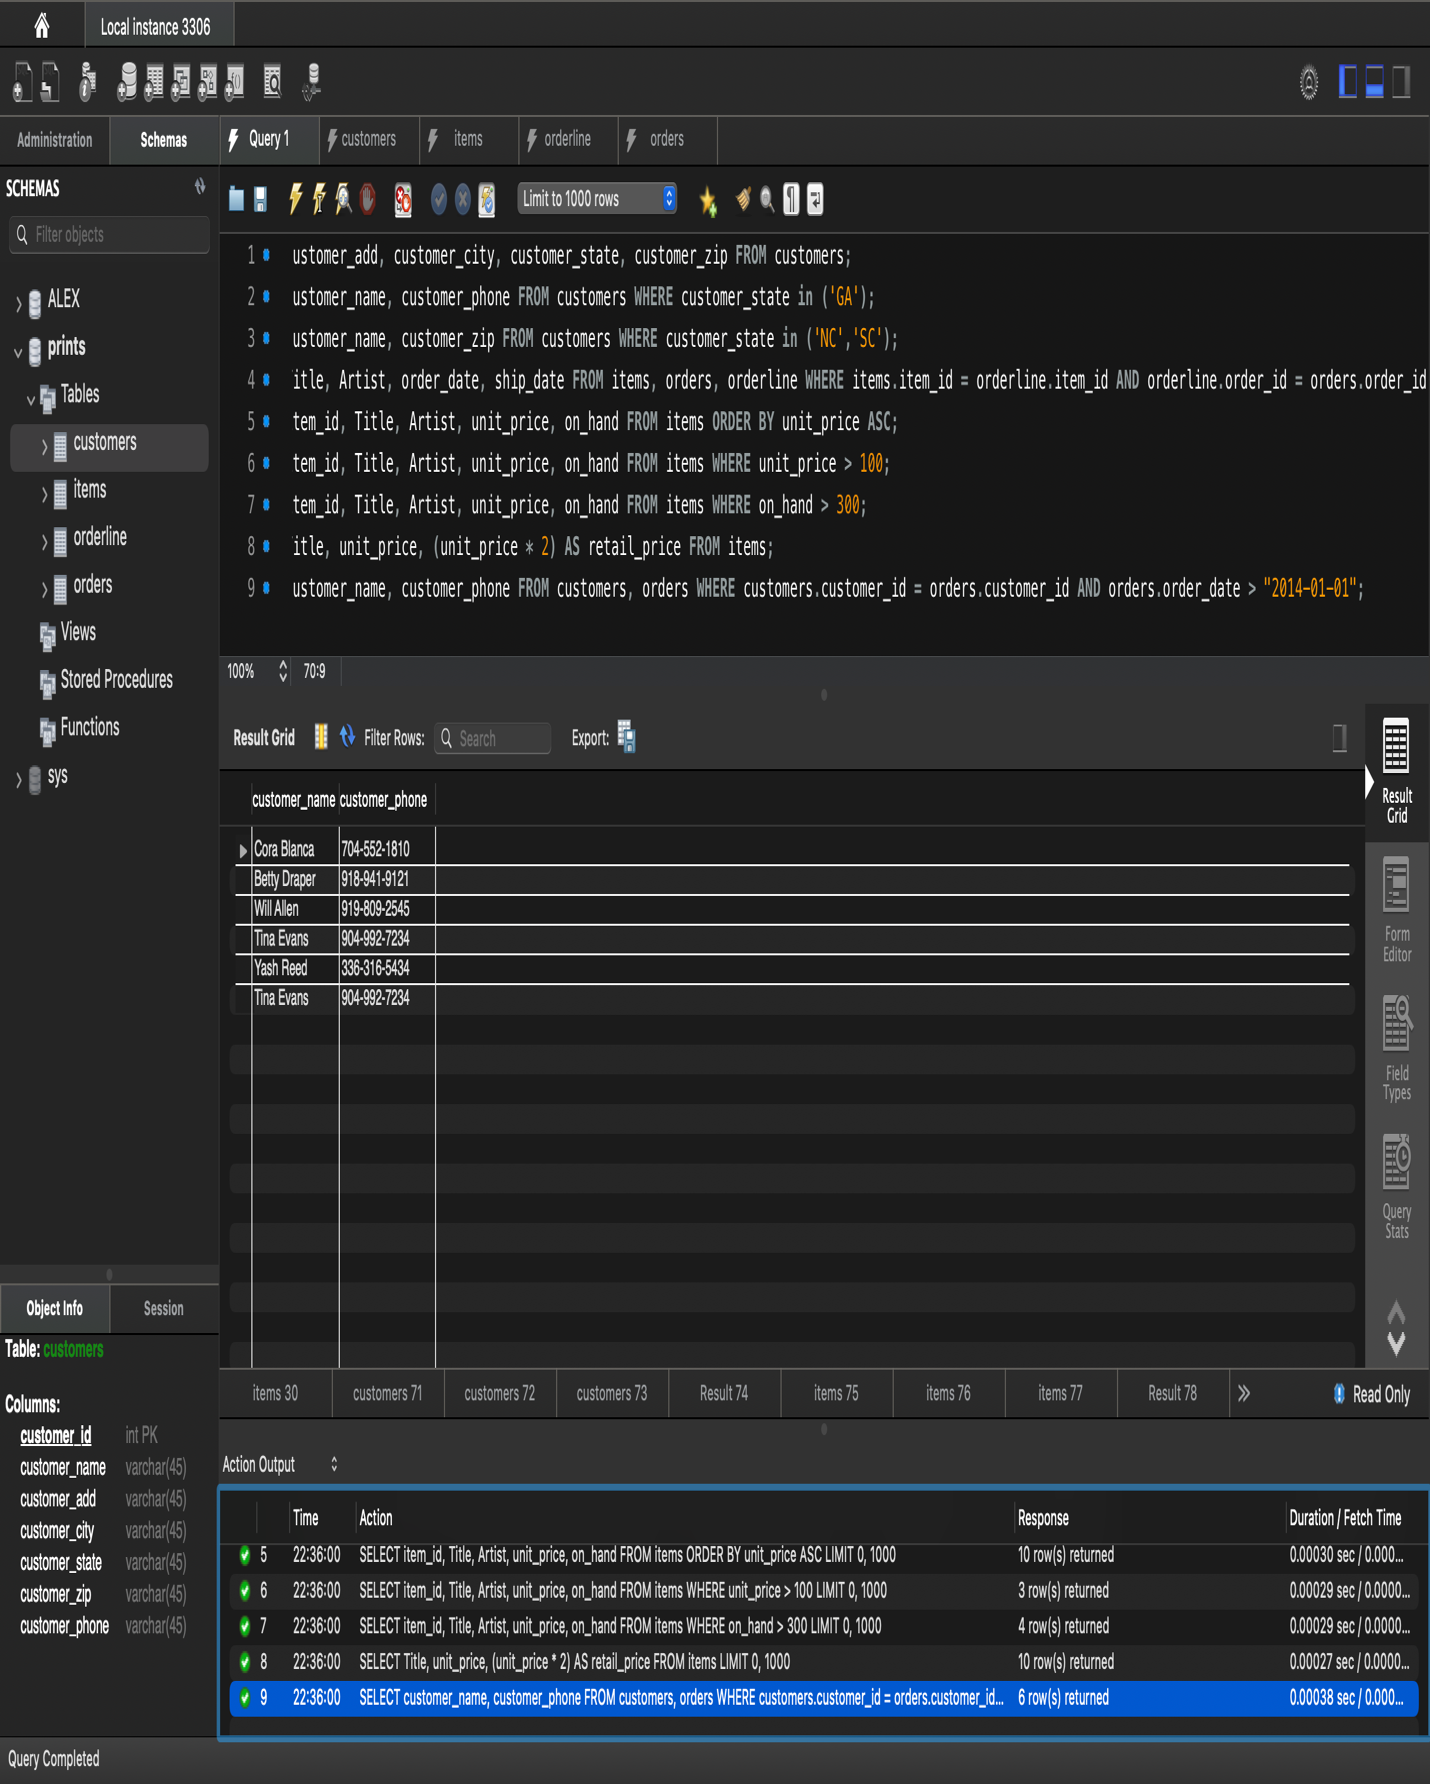 Local instance 3306
Administration
Schemas
Query 1
customers
items
orderline
orders
SCHEMAS
Filter objects
ALEX
prints
Tables
customers
items
orderline
orders
Views
Stored Procedures
Functions
sys
Limit to 1000 rows
1 ustomer_add, customer_city, customer_state, customer_zip FROM customers;
2 ustomer_name, customer_phone FROM customers WHERE customer_state in ('GA');
3 ustomer_name, customer_zip FROM customers WHERE customer_state in ('NC','SC');
4 itle, Artist, order_date, ship_date FROM items, orders, orderline WHERE items.item_id = orderline.item_id AND orderline.order_id = orders.order_id
5 tem_id, Title, Artist, unit_price, on_hand FROM items ORDER BY unit_price ASC;
6 tem_id, Title, Artist, unit_price, on_hand FROM items WHERE unit_price > 100;
7 tem_id, Title, Artist, unit_price, on_hand FROM items WHERE on_hand > 300;
8 itle, unit_price, (unit_price * 2) AS retail_price FROM items;
9 ustomer_name, customer_phone FROM customers, orders WHERE customers.customer_id = orders.customer_id AND orders.order_date > "2014-01-01";
100% 70:9
Result Grid Filter Rows: Search Export:
customer_name customer_phone
Cora Blanca 704-552-1810
Betty Draper 918-941-9121
Will Allen 919-809-2545
Tina Evans 904-992-7234
Yash Reed 336-316-5434
Tina Evans 904-992-7234
Result
Grid
Form
Editor
Field
Types
Query
Stats
Object Info Session
Table: customers
Columns:
customer_id int PK
customer_name varchar(45)
customer_add varchar(45)
customer_city varchar(45)
customer_state varchar(45)
customer_zip varchar(45)
customer_phone varchar(45)
items 30 customers 71 customers 72 customers 73 Result 74 items 75 items 76 items 77 Result 78 Read Only
Action Output
Time Action Response Duration / Fetch Time
5 22:36:00 SELECT item_id, Title, Artist, unit_price, on_hand FROM items ORDER BY unit_price ASC LIMIT 0, 1000 10 row(s) returned 0.00030 sec / 0.000...
6 22:36:00 SELECT item_id, Title, Artist, unit_price, on_hand FROM items WHERE unit_price > 100 LIMIT 0, 1000 3 row(s) returned 0.00029 sec / 0.0000...
7 22:36:00 SELECT item_id, Title, Artist, unit_price, on_hand FROM items WHERE on_hand > 300 LIMIT 0, 1000 4 row(s) returned 0.00029 sec / 0.000...
8 22:36:00 SELECT Title, unit_price, (unit_price * 2) AS retail_price FROM items LIMIT 0, 1000 10 row(s) returned 0.00027 sec / 0.0000...
9 22:36:00 SELECT customer_name, customer_phone FROM customers, orders WHERE customers.customer_id = orders.customer_id... 6 row(s) returned 0.00038 sec / 0.000...
Query Completed